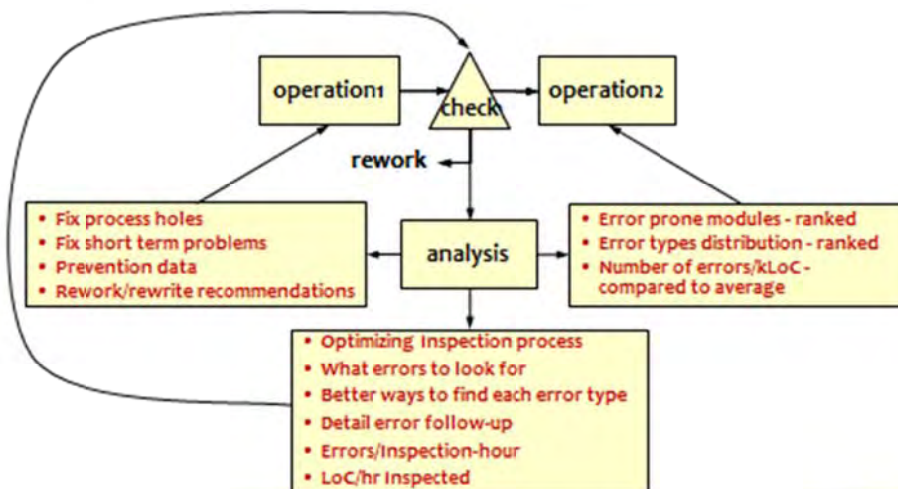 operation1
check
operation2
rework
• Fix process holes
• Fix short term problems
• Prevention data
• Rework/rewrite recommendations
analysis
• Error prone modules - ranked
• Error types distribution - ranked
• Number of errors/kLoC -
compared to average
• Optimizing Inspection process
• What errors to look for
• Better ways to find each error type
• Detail error follow-up
• Errors/Inspection-hour
• LoC/hr Inspected